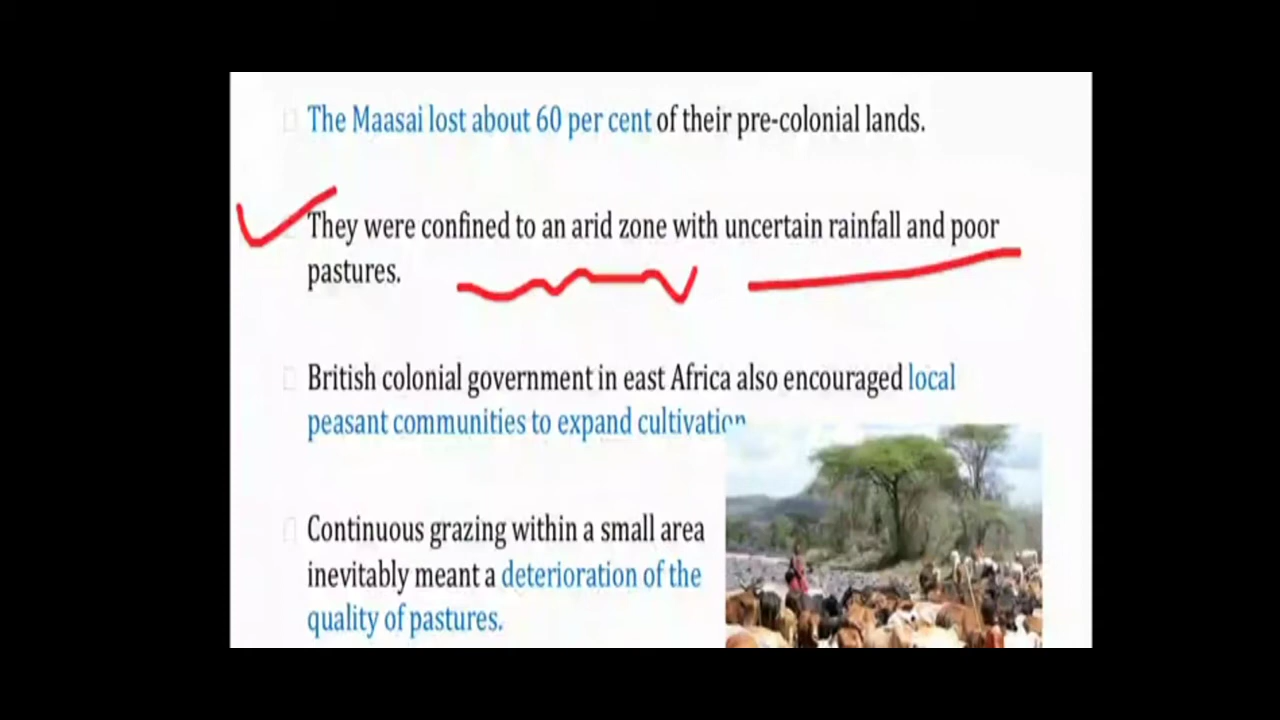 The Maasai lost about 60 per cent of their pre-colonial lands.
They were confined to an arid zone with uncertain rainfall and poor
pastures.
British colonial government in east Africa also encouraged local
peasant communities to expand cultivation
Continuous grazing within a small area
inevitably meant a deterioration of the
quality of pastures.